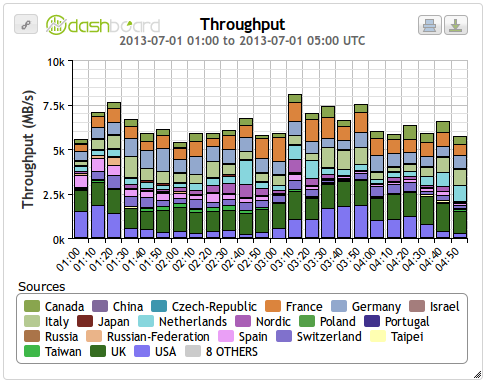 dashboard
Throughput
2013-07-01 01:00 to 2013-07-01 05:00 UTC
Throughput (MB/s)
10k
7.5k
5.0k
2.5k
0k
01:00 01:10 01:20 01:30 01:40 01:50 02:00 02:10 02:20 02:30 02:40 02:50 03:00 03:10 03:20 03:30 03:40 03:50 04:00 04:10 04:20 04:30 04:40 04:50
Sources
Canada China Czech-Republic France Germany Israel
Italy Japan Netherlands Nordic Poland Portugal
Russia Russian-Federation Spain Switzerland Taipei
Taiwan UK USA 8 OTHERS